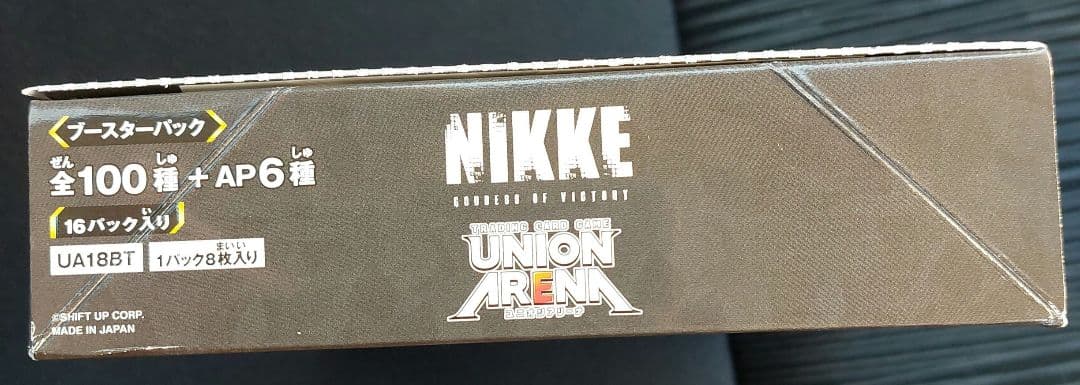 ブースターパック
ぜん しゅ しゅ
全100種+AP6種
い
16パック入り
まいい
UA18BT 1パック8枚入り
©SHIFT UP CORP.
MADE IN JAPAN
NIKKE
GODDESS OF VICTORY
TRADING CARD GAME
UNION
ARENA
ユニオンアリーナ